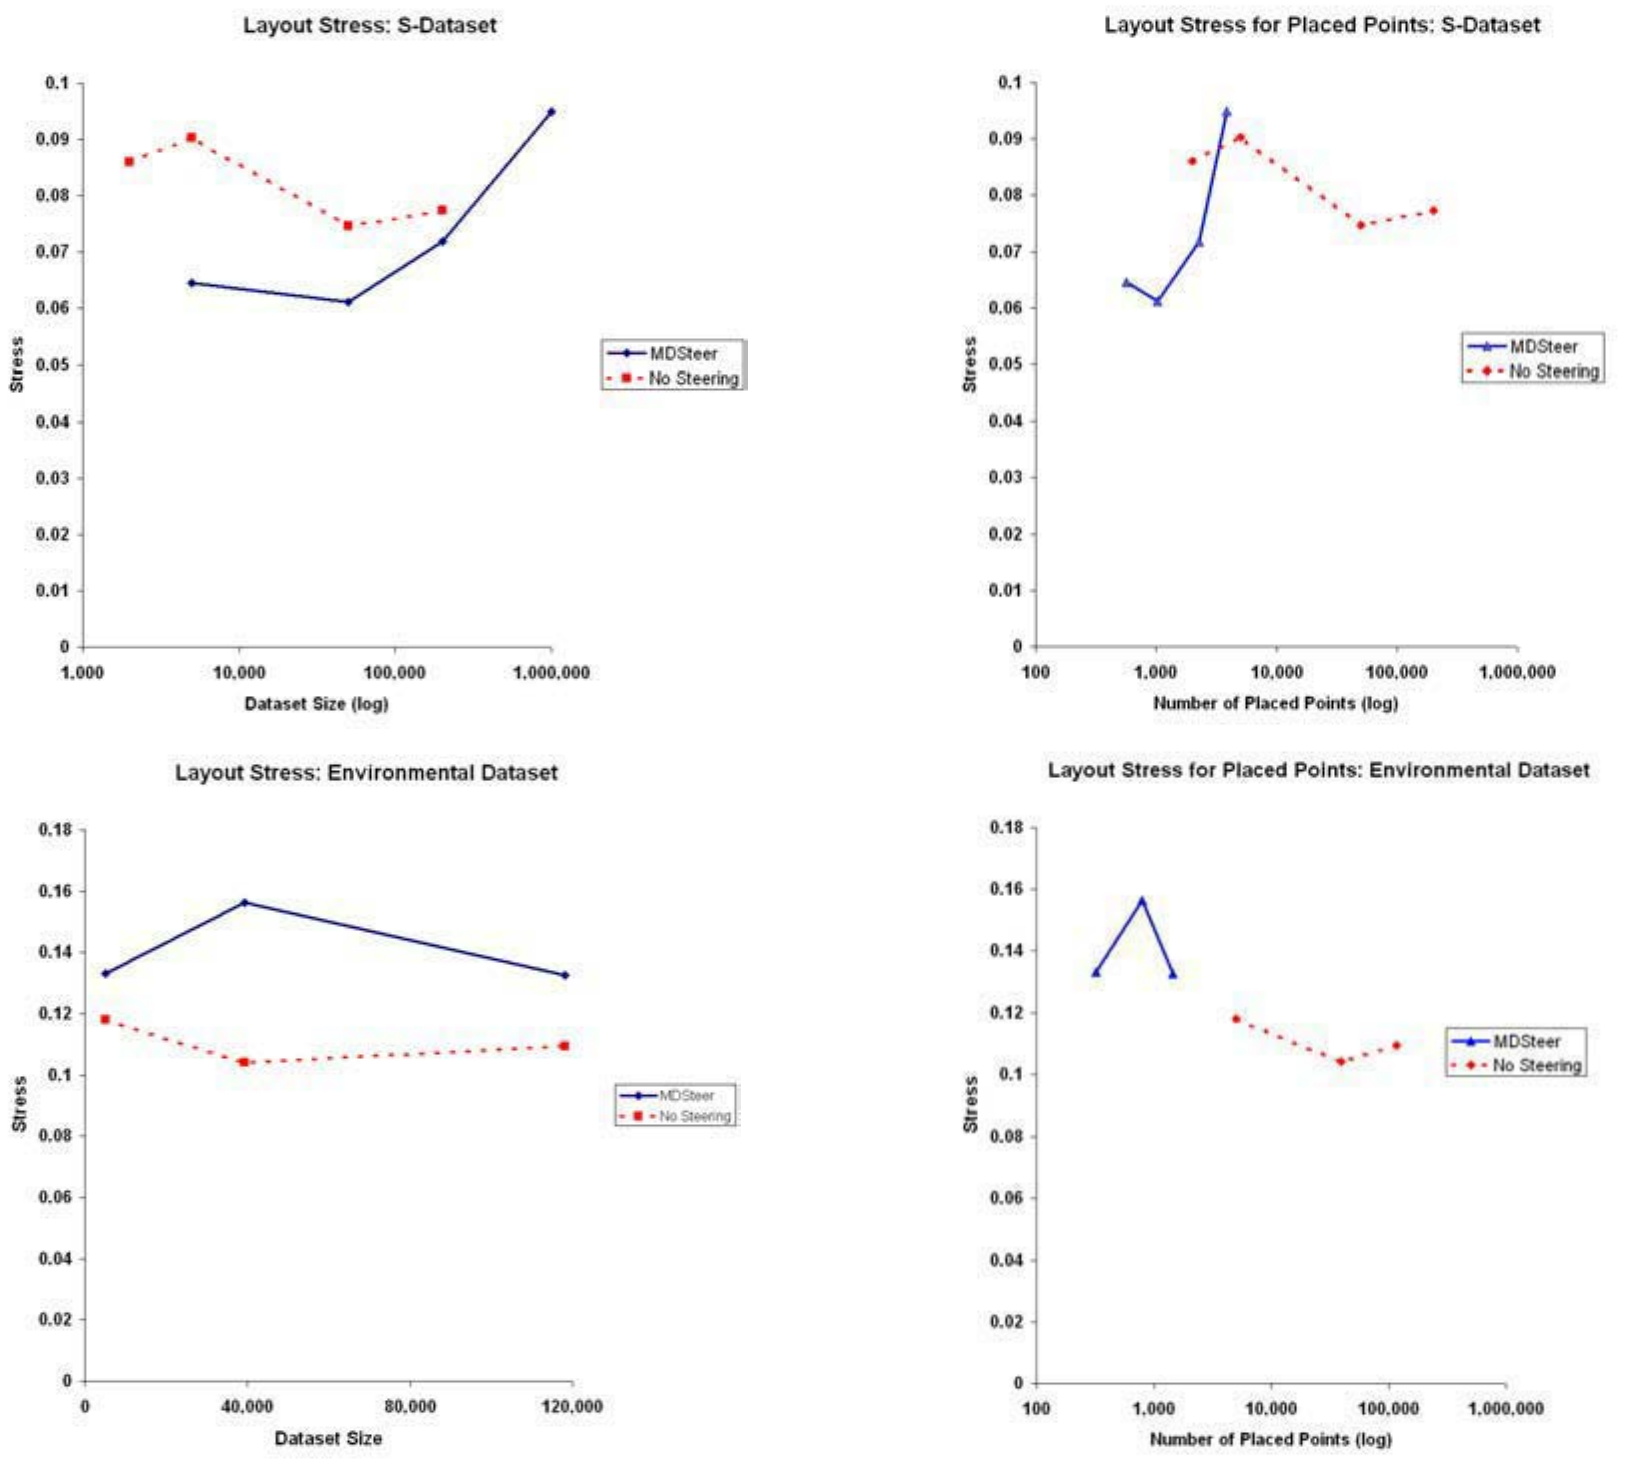 Layout Stress: S-Dataset
0.1
0.09
0.08
0.07
0.06
0.05
0.04
0.03
0.02
0.01
0
Stress
1,000 10,000 100,000 1,000,000
Dataset Size (log)
MDSteer
No Steering
Layout Stress for Placed Points: S-Dataset
0.1
0.09
0.08
0.07
0.06
0.05
0.04
0.03
0.02
0.01
0
Stress
100 1,000 10,000 100,000 1,000,000
Number of Placed Points (log)
MDSteer
No Steering
Layout Stress: Environmental Dataset
0.18
0.16
0.14
0.12
0.1
0.08
0.06
0.04
0.02
0
Stress
0 40,000 80,000 120,000
Dataset Size
MDSteer
No Steering
Layout Stress for Placed Points: Environmental Dataset
0.18
0.16
0.14
0.12
0.1
0.08
0.06
0.04
0.02
0
Stress
100 1,000 10,000 100,000 1,000,000
Number of Placed Points (log)
MDSteer
No Steering